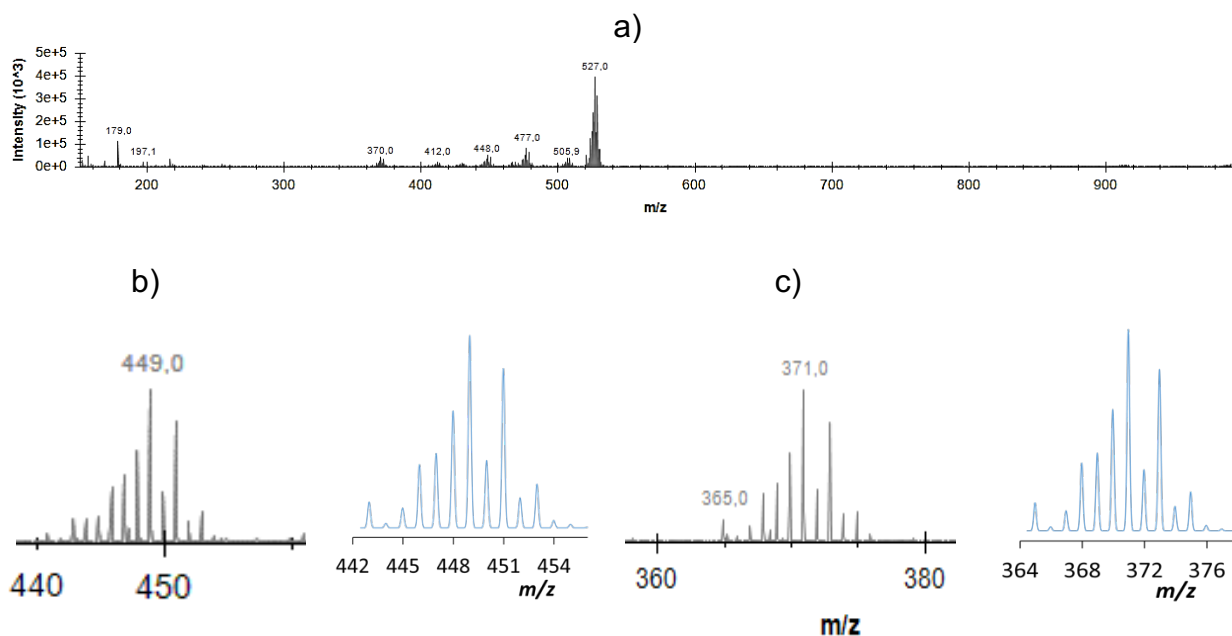 a)
Intensity (10^3)
5e+5
4e+5
3e+5
2e+5
1e+5
0e+0
179,0
197,1
370,0
412,0
448,0
477,0
505,9
527,0
200 300 400 500 600 700 800 900
m/z
b)
449,0
440 450
442 445 448 451 454
m/z
c)
365,0
371,0
360 380
m/z
364 368 372 376
m/z